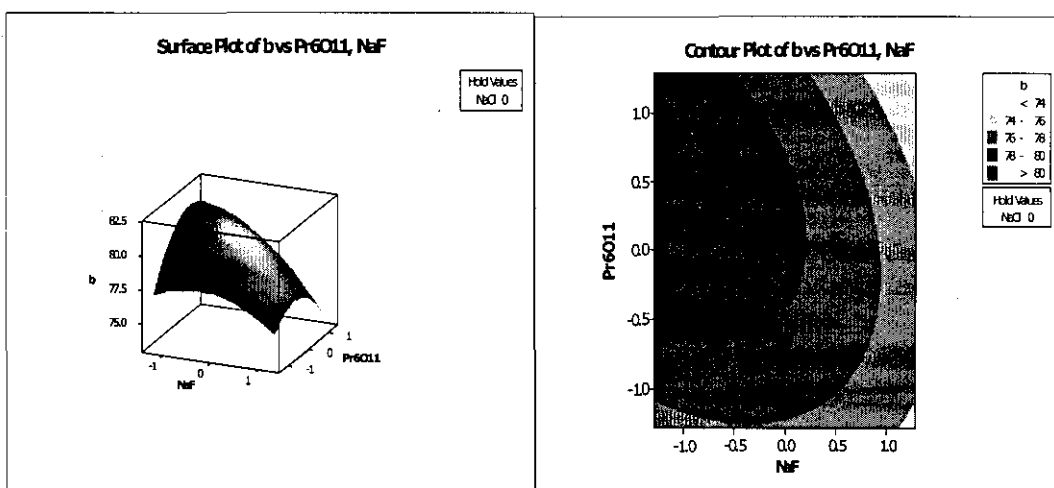 Surface Plot of b vs Pr6O11, NaF
Hold Values
NaCl 0
82.5
80.0
77.5
75.0
b
-1
0
1
NaF
-1
0
1
Pr6O11
Contour Plot of b vs Pr6O11, NaF
1.0
0.5
0.0
-0.5
-1.0
Pr6O11
-1.0 -0.5 0.0 0.5 1.0
NaF
b
< 74
74 - 76
76 - 78
78 - 80
> 80
Hold Values
NaCl 0